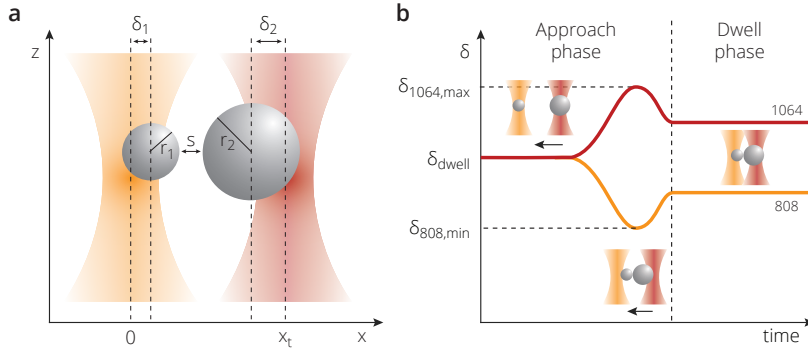 a
z
δ1
δ2
r1
s
r2
0
xt
x
b
δ
Approach
phase
Dwell
phase
δ1064,max
1064
δdwell
808
δ808,min
time